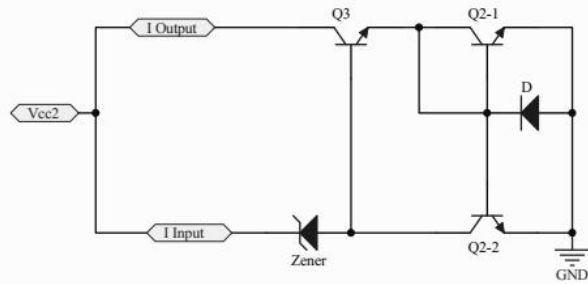 Q3
Q2-1
I Output
D
Vcc2
I Input
Zener
Q2-2
GND